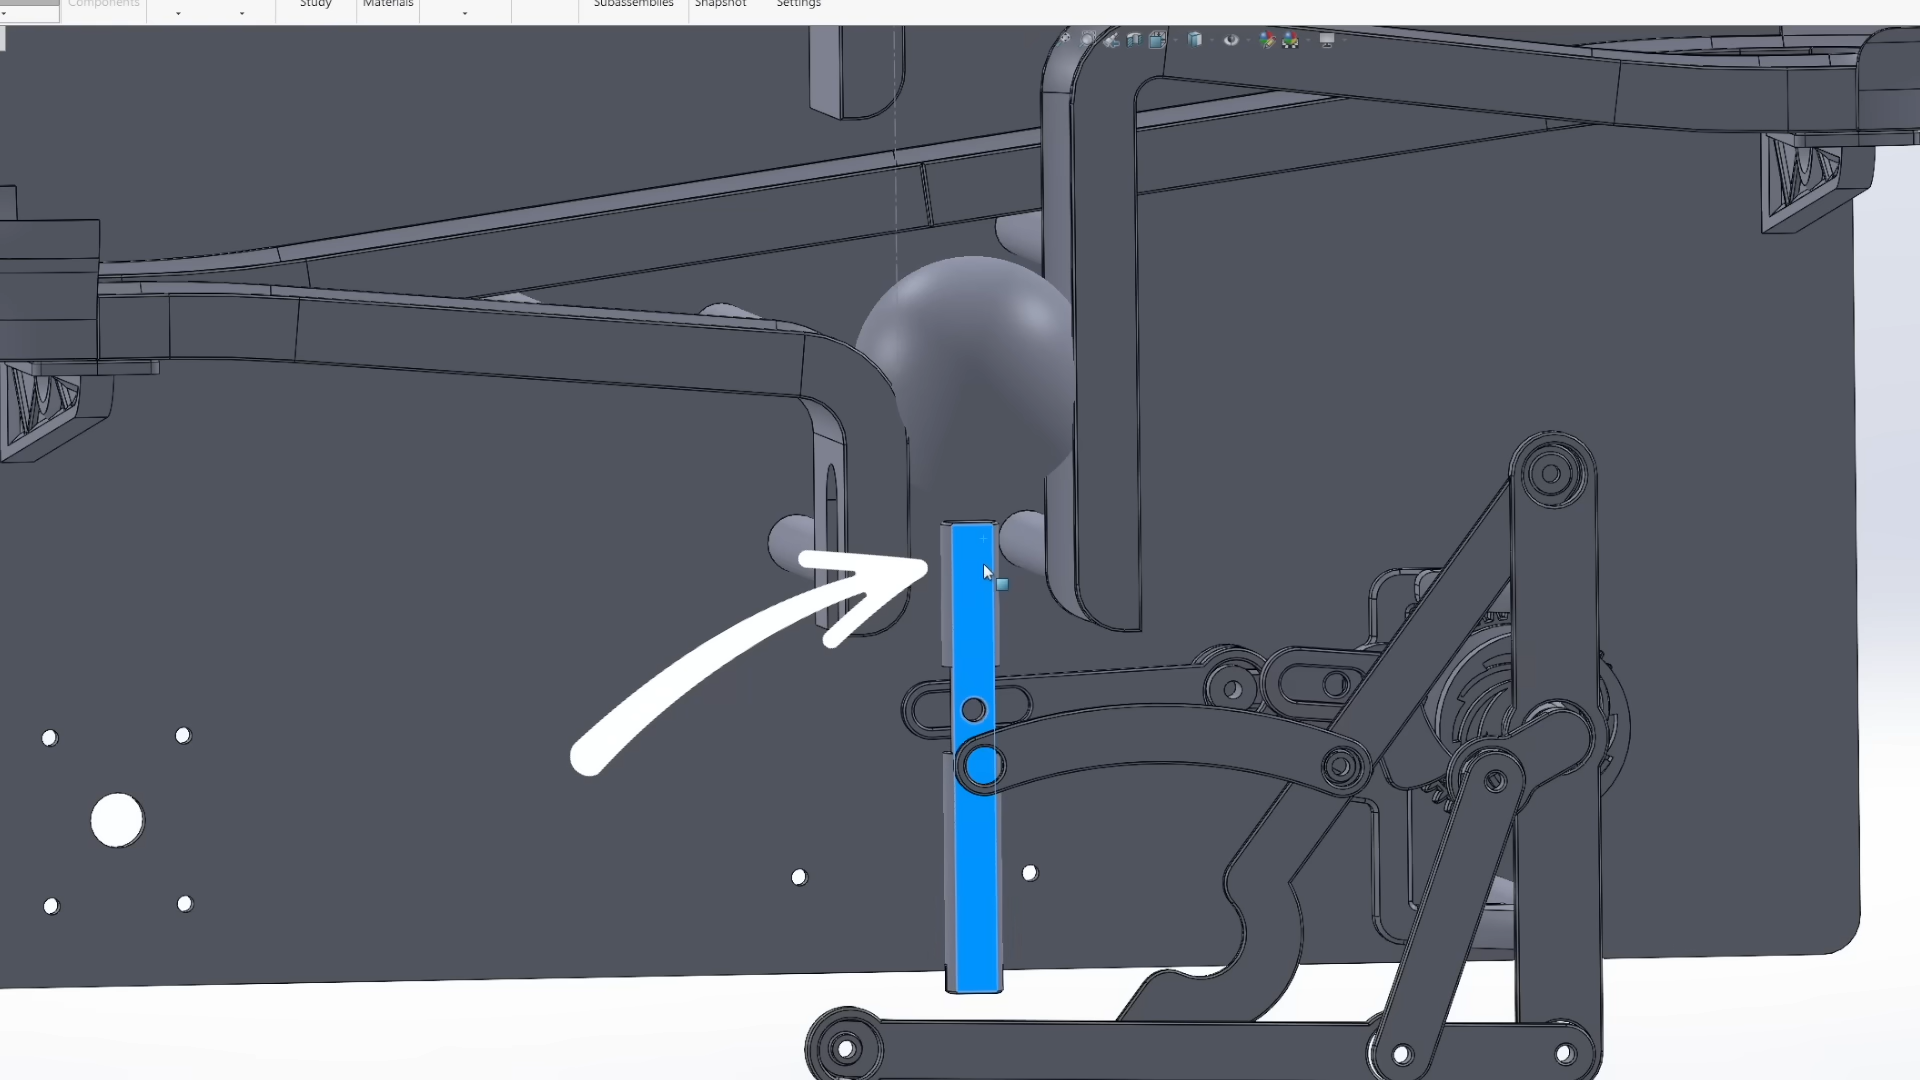 Components
Study
Materials
Subassemblies
Snapshot
Settings